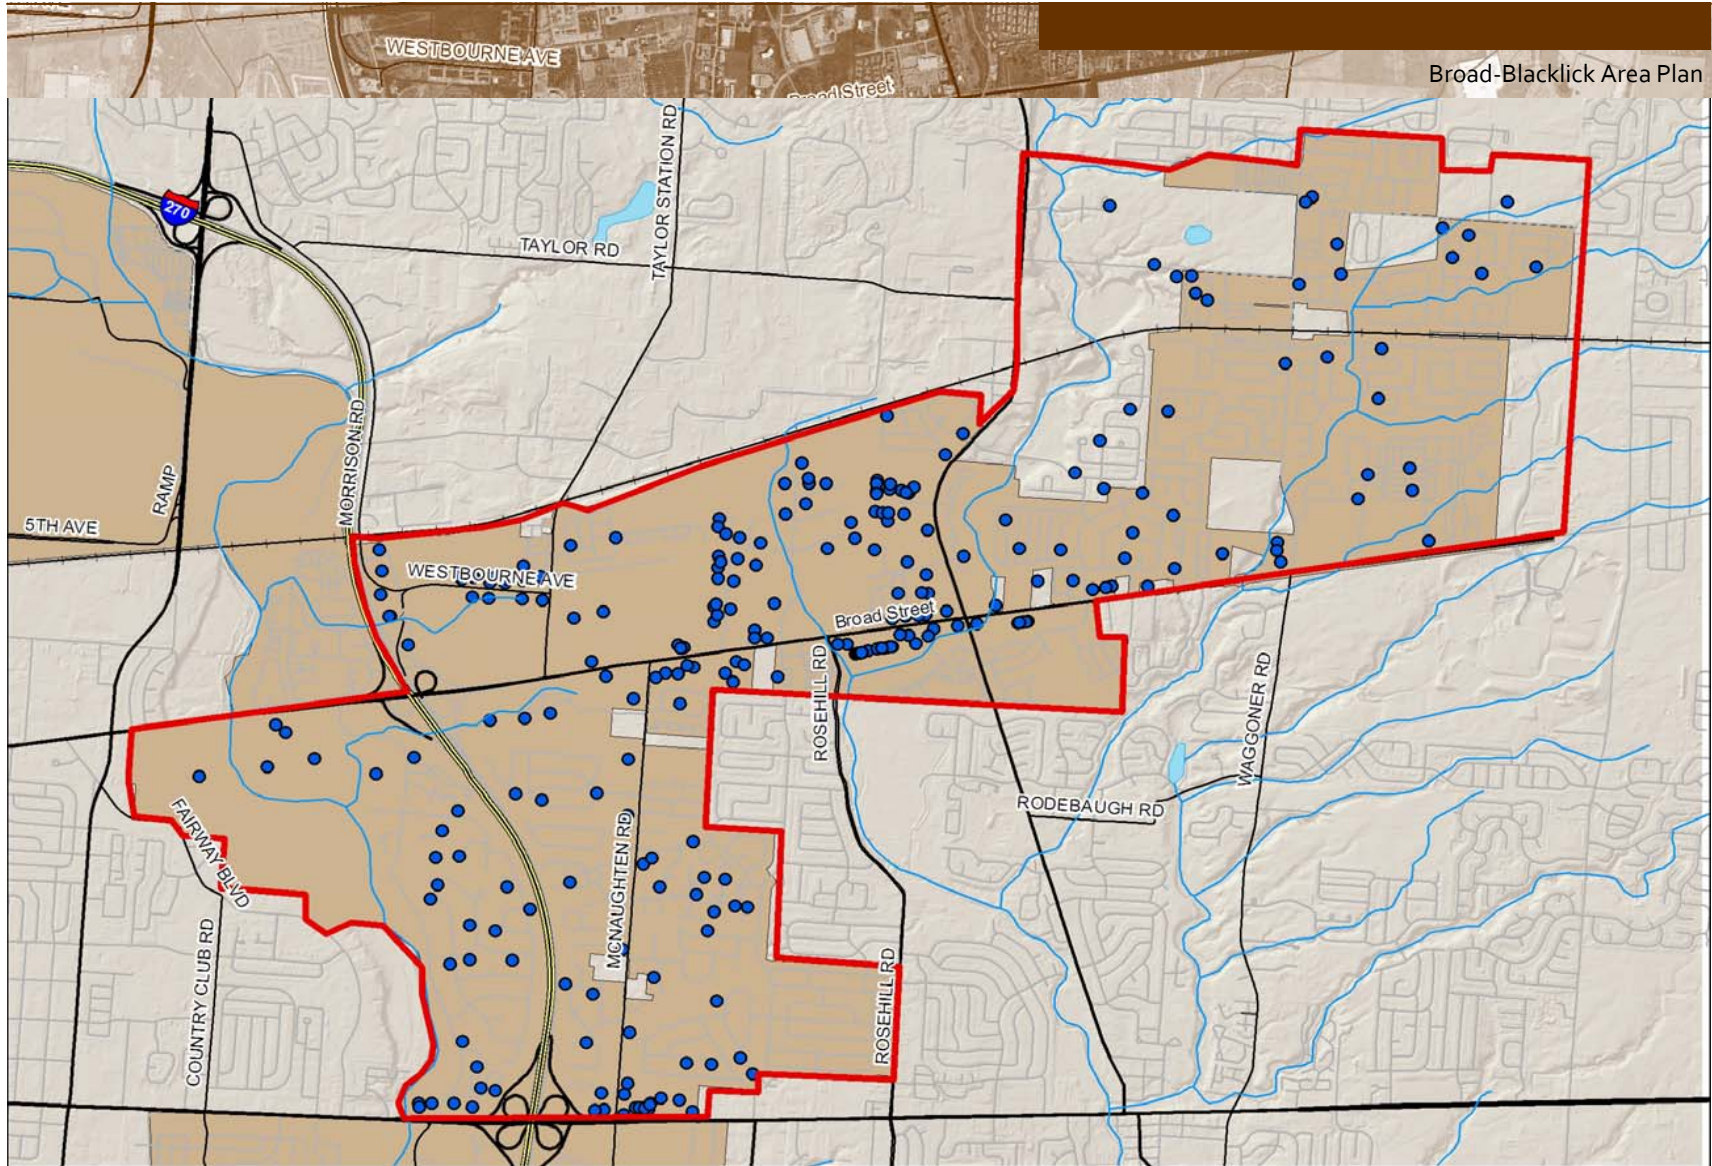 WESTBOURNE AVE
Broad Street
Broad-Blacklick Area Plan
TAYLOR STATION RD
270
TAYLOR RD
MORRISON RD
RAMP
5TH AVE
WESTBOURNE AVE
Broad Street
ROSEHILL RD
WAGGONER RD
RODEBAUGH RD
FAIRWAY BLVD
MCNAUGHTEN RD
COUNTRY CLUB RD
ROSEHILL RD